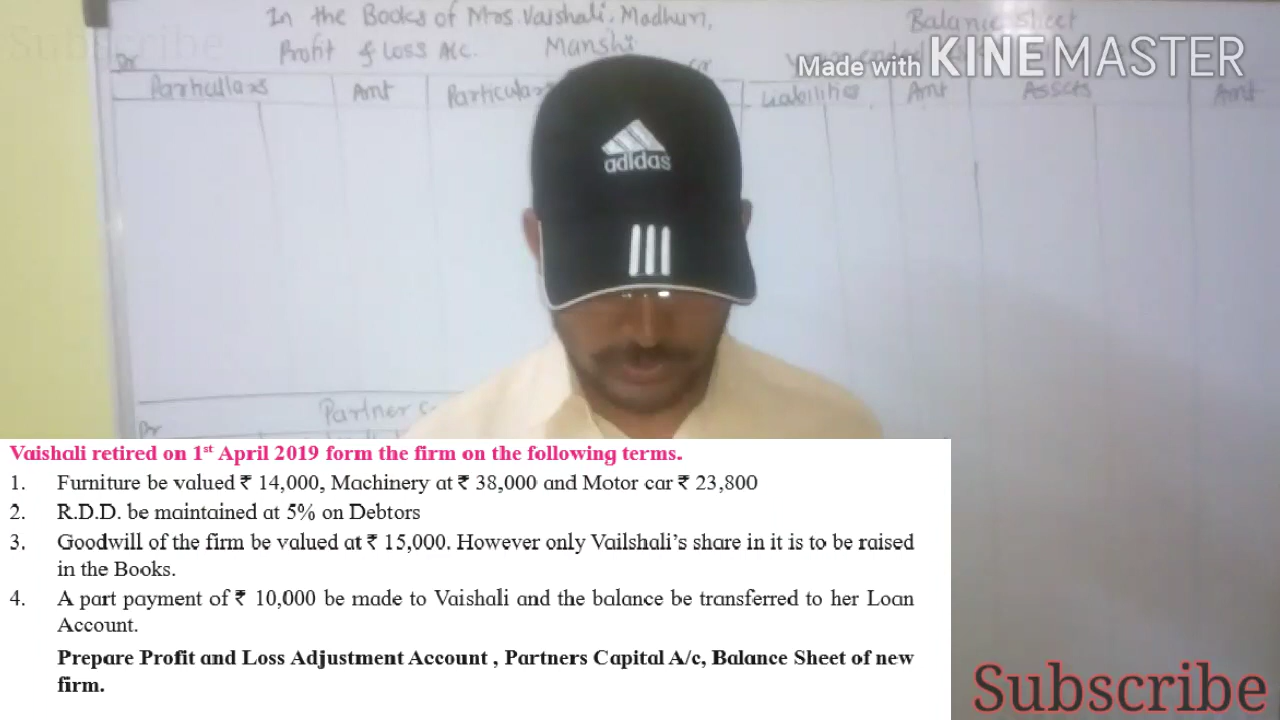 In the Books of Mrs. Vaishali, Madhuri,
Balance Sheet
Subscribe
Profit & Loss Acc. Manshi
Made with KINEMASTER
Dr Cr
Particulars Amt Particulars Liabilities Amt Assets Amt
adidas
Partner
Dr
Vaishali retired on 1st April 2019 form the firm on the following terms.
1. Furniture be valued ₹ 14,000, Machinery at ₹ 38,000 and Motor car ₹ 23,800
2. R.D.D. be maintained at 5% on Debtors
3. Goodwill of the firm be valued at ₹ 15,000. However only Vailshali’s share in it is to be raised
in the Books.
4. A part payment of ₹ 10,000 be made to Vaishali and the balance be transferred to her Loan
Account.
Prepare Profit and Loss Adjustment Account , Partners Capital A/c, Balance Sheet of new
firm.
Subscribe